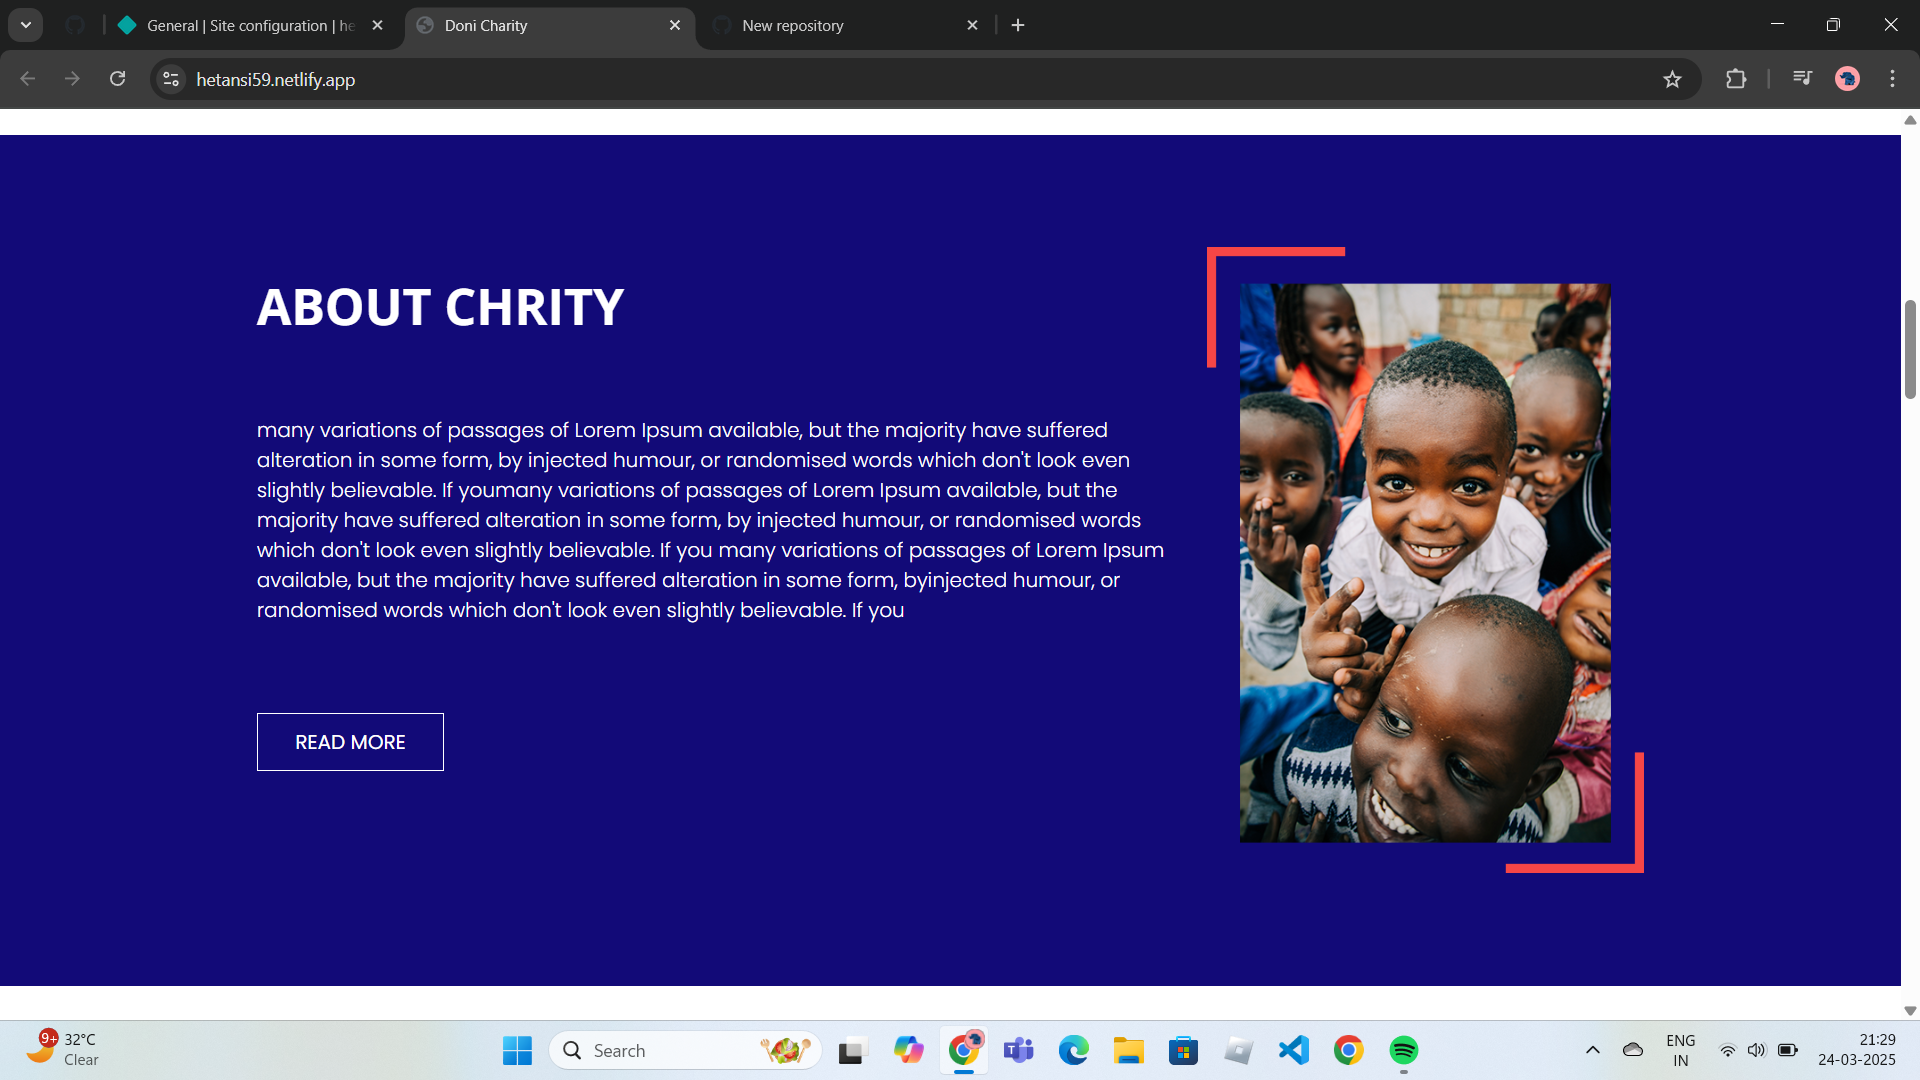 General | Site configuration | he
Doni Charity
New repository
hetansi59.netlify.app
ABOUT CHRITY
many variations of passages of Lorem Ipsum available, but the majority have suffered
alteration in some form, by injected humour, or randomised words which don't look even
slightly believable. If youmany variations of passages of Lorem Ipsum available, but the
majority have suffered alteration in some form, by injected humour, or randomised words
which don't look even slightly believable. If you many variations of passages of Lorem Ipsum
available, but the majority have suffered alteration in some form, byinjected humour, or
randomised words which don't look even slightly believable. If you
READ MORE
9+
32°C
Clear
Search
ENG
IN
21:29
24-03-2025